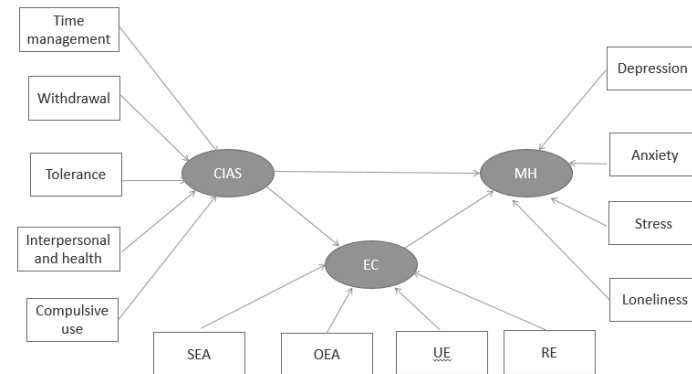 Time
management
Depression
Withdrawal
Anxiety
Tolerance
CIAS
MH
Stress
Interpersonal
and health
EC
Loneliness
Compulsive
use
SEA
OEA
UE
RE